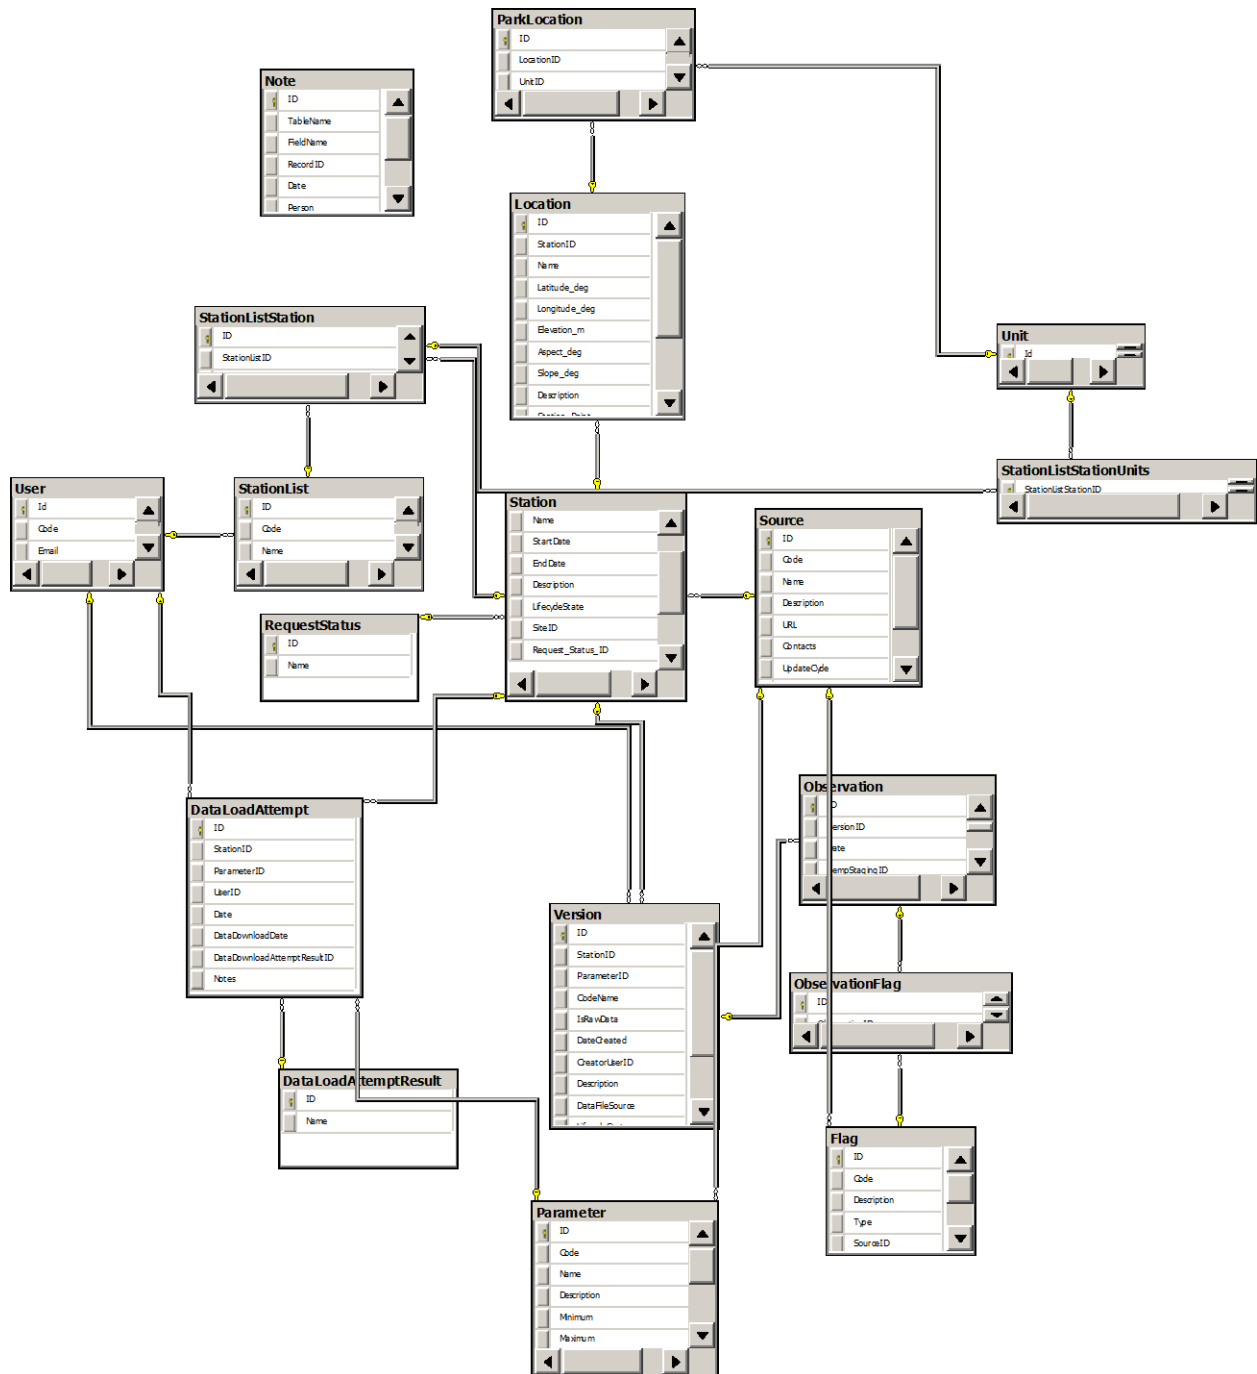 ParkLocation
ID
LocationID
UnitID
Note
ID
TableName
FieldName
RecordID
Date
Person
Location
ID
StationID
Name
Latitude_deg
Longitude_deg
Elevation_m
Aspect_deg
Slope_deg
Description
StationListStation
ID
StationListID
Unit
Id
StationListStationUnits
StationListStationID
User
Id
Code
Email
StationList
ID
Code
Name
Station
Name
StartDate
EndDate
Description
LifecycleState
SiteID
Request_Status_ID
Source
ID
Code
Name
Description
URL
Contacts
UpdateCycle
RequestStatus
ID
Name
DataLoadAttempt
ID
StationID
ParameterID
UserID
Date
DataDownloadDate
DataDownloadAttemptResultID
Notes
Observation
ID
VersionID
Date
TempStagingID
Version
ID
StationID
ParameterID
CodeName
IsRawData
DateCreated
CreatorUserID
Description
DataFileSource
ObservationFlag
ID
DataLoadAttemptResult
ID
Name
Flag
ID
Code
Description
Type
SourceID
Parameter
ID
Code
Name
Description
Minimum
Maximum